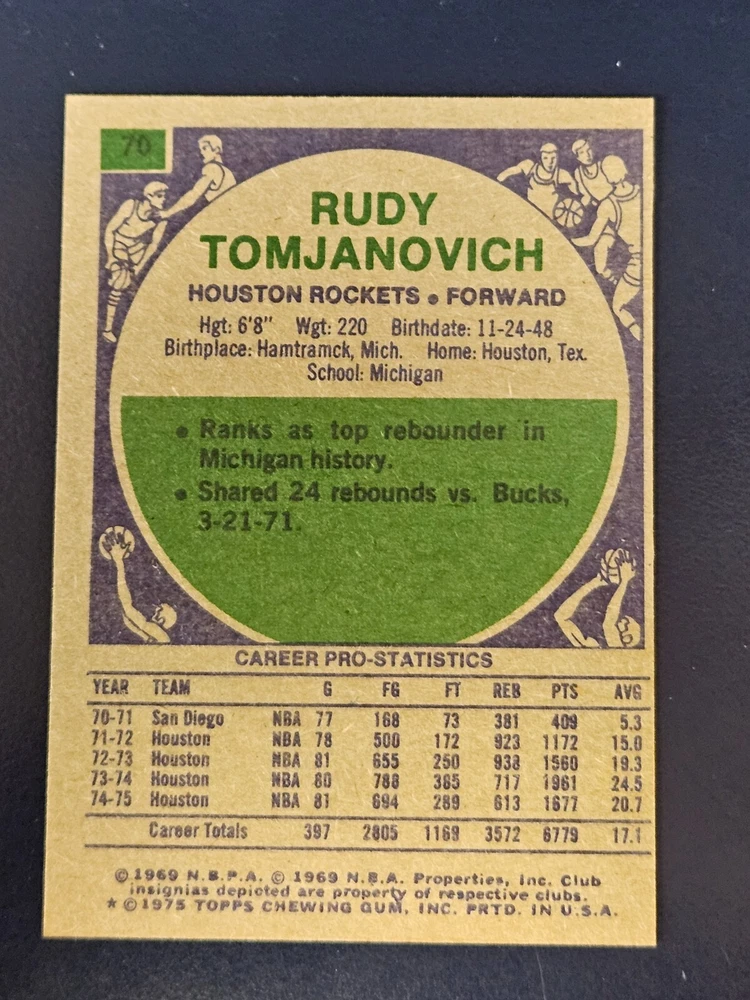 70
RUDY
TOMJANOVICH
HOUSTON ROCKETS • FORWARD
Hgt: 6'8" Wgt: 220 Birthdate: 11-24-48
Birthplace: Hamtramck, Mich. Home: Houston, Tex.
School: Michigan
• Ranks as top rebounder in
Michigan history.
• Shared 24 rebounds vs. Bucks,
3-21-71.
CAREER PRO-STATISTICS
YEAR TEAM G FG FT REB PTS AVG
70-71 San Diego NBA 77 168 73 381 409 5.3
71-72 Houston NBA 78 500 172 923 1172 15.0
72-73 Houston NBA 81 655 250 938 1560 19.3
73-74 Houston NBA 80 788 385 717 1961 24.5
74-75 Houston NBA 81 694 289 613 1677 20.7
Career Totals 397 2805 1169 3572 6779 17.1
© 1969 N.B.P.A. © 1969 N.B.A. Properties, Inc. Club
insignias depicted are property of respective clubs.
* © 1975 TOPPS CHEWING GUM, INC. PRTD. IN U.S.A.